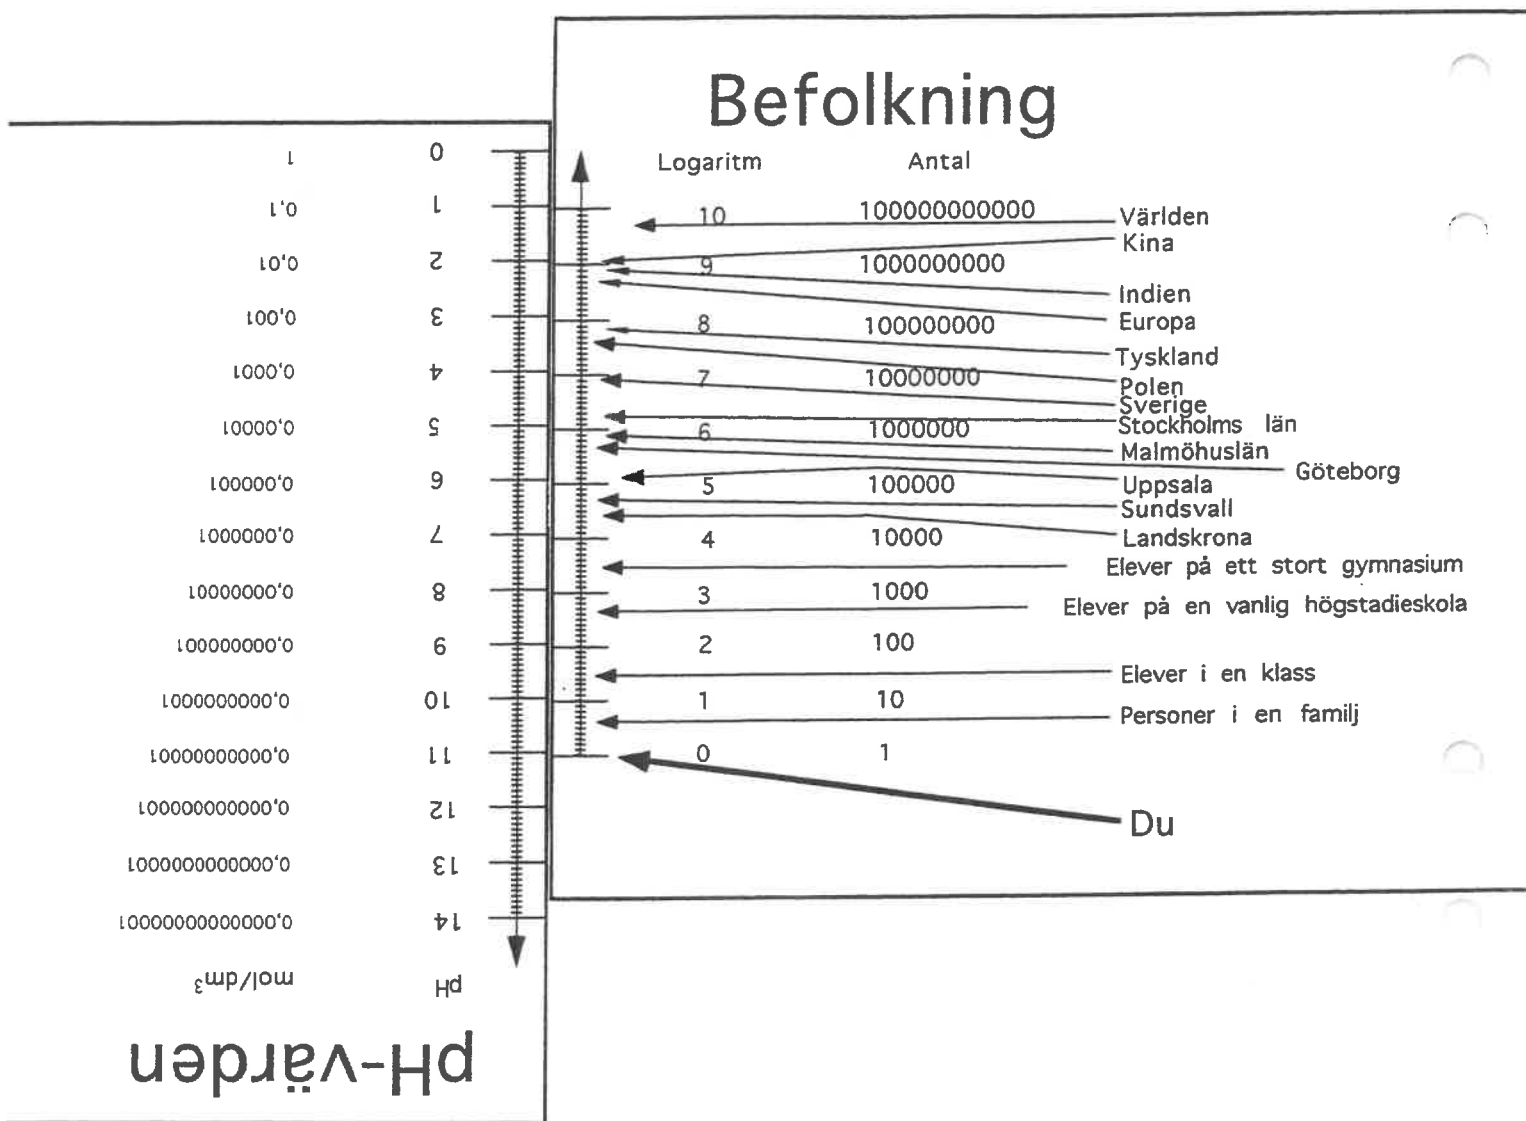 Befolkning
Logaritm Antal
10 100000000000 Världen
Kina
9 1000000000
Indien
Europa
8 100000000
Tyskland
7 10000000 Polen
Sverige
Stockholms län
6 1000000
Malmöhuslän
Göteborg
5 100000 Uppsala
Sundsvall
4 10000 Landskrona
Elever på ett stort gymnasium
3 1000
Elever på en vanlig högstadieskola
2 100
Elever i en klass
1 10
Personer i en familj
0 1
Du
pH-värden
pH mol/dm³
14 0,00000000000001
13 0,0000000000001
12 0,000000000001
11 0,00000000001
10 0,0000000001
9 0,000000001
8 0,00000001
7 0,0000001
6 0,000001
5 0,00001
4 0,0001
3 0,001
2 0,01
1 0,1
0 1